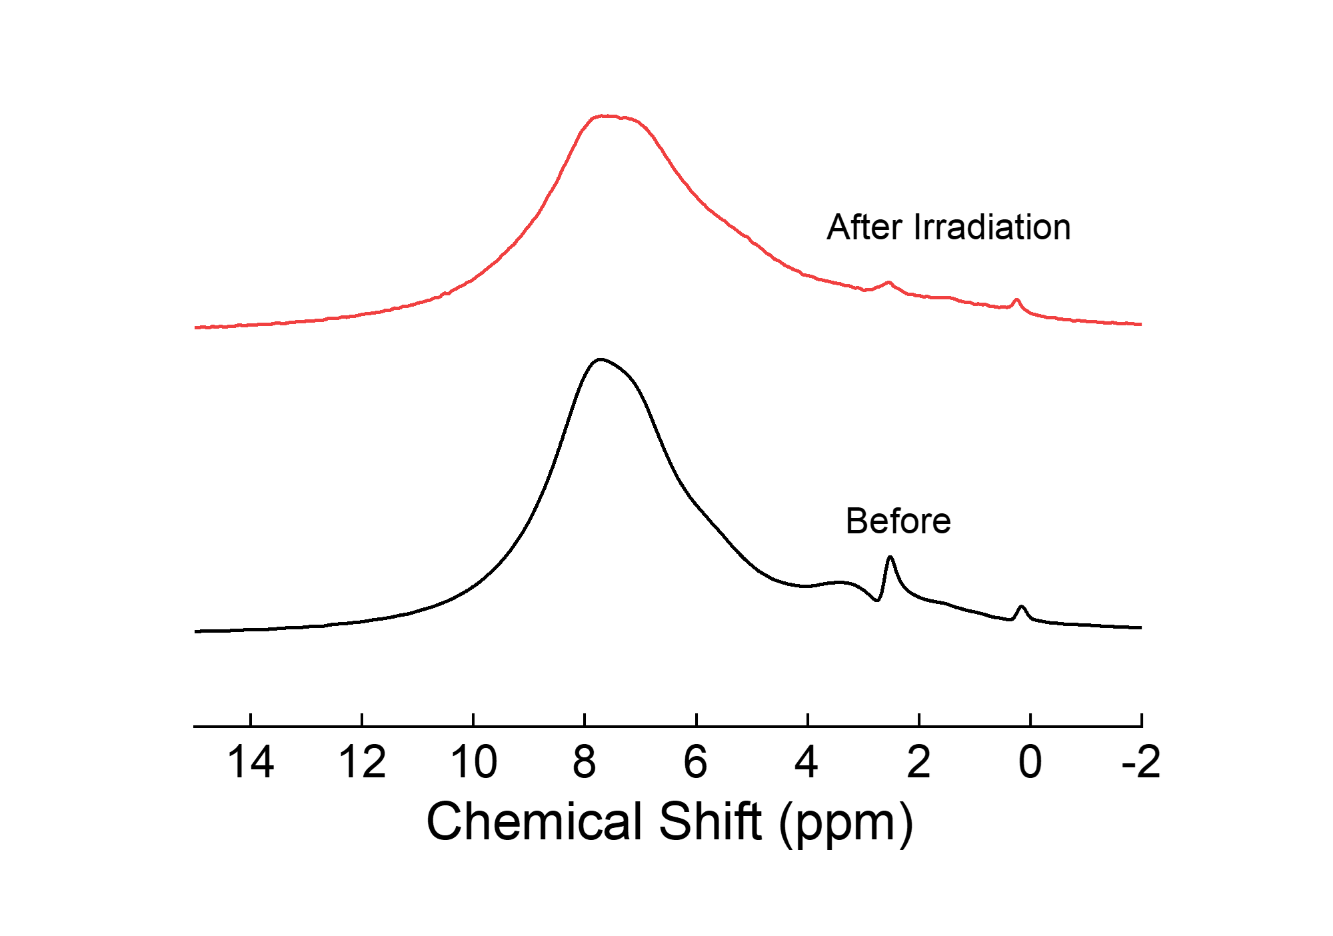 After Irradiation
Before
14 12 10 8 6 4 2 0 -2
Chemical Shift (ppm)